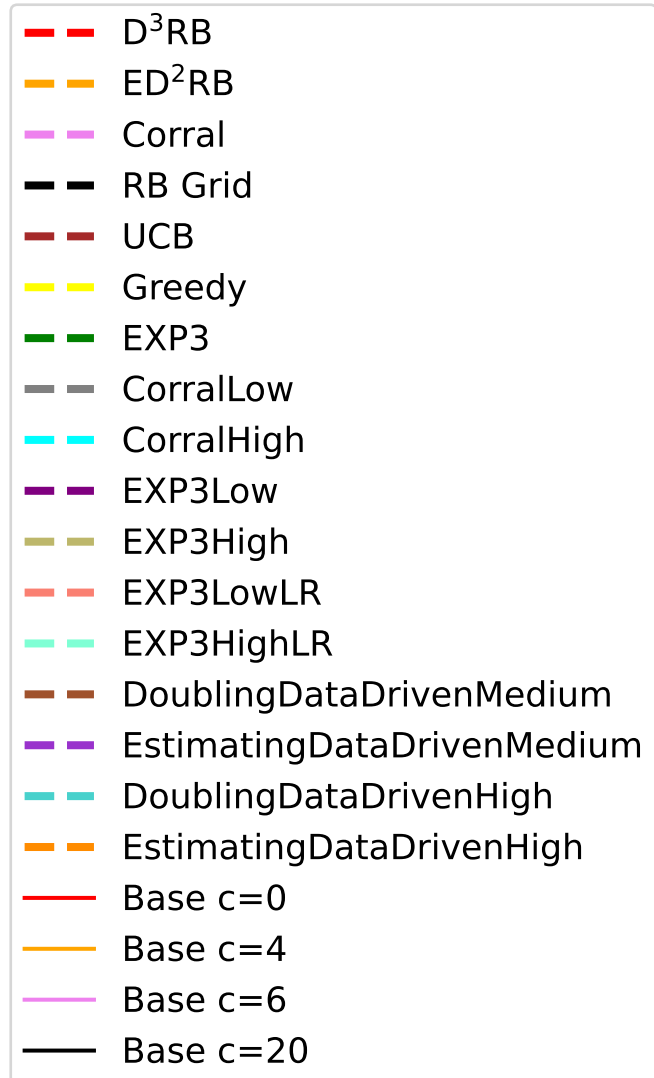 D³RB
ED²RB
Corral
RB Grid
UCB
Greedy
EXP3
CorralLow
CorralHigh
EXP3Low
EXP3High
EXP3LowLR
EXP3HighLR
DoublingDataDrivenMedium
EstimatingDataDrivenMedium
DoublingDataDrivenHigh
EstimatingDataDrivenHigh
Base c=0
Base c=4
Base c=6
Base c=20